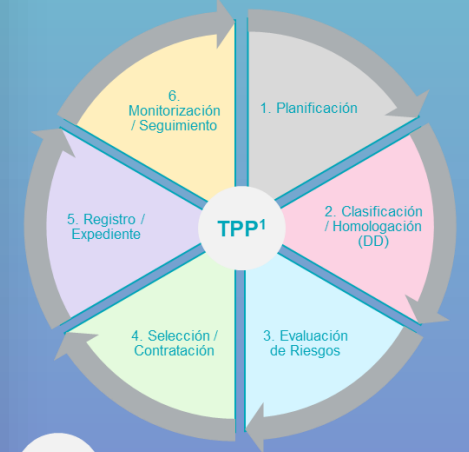 1. Planificación
2. Clasificación
/ Homologación
(DD)
3. Evaluación
de Riesgos
4. Selección /
Contratación
5. Registro /
Expediente
6.
Monitorización
/ Seguimiento
TPP¹